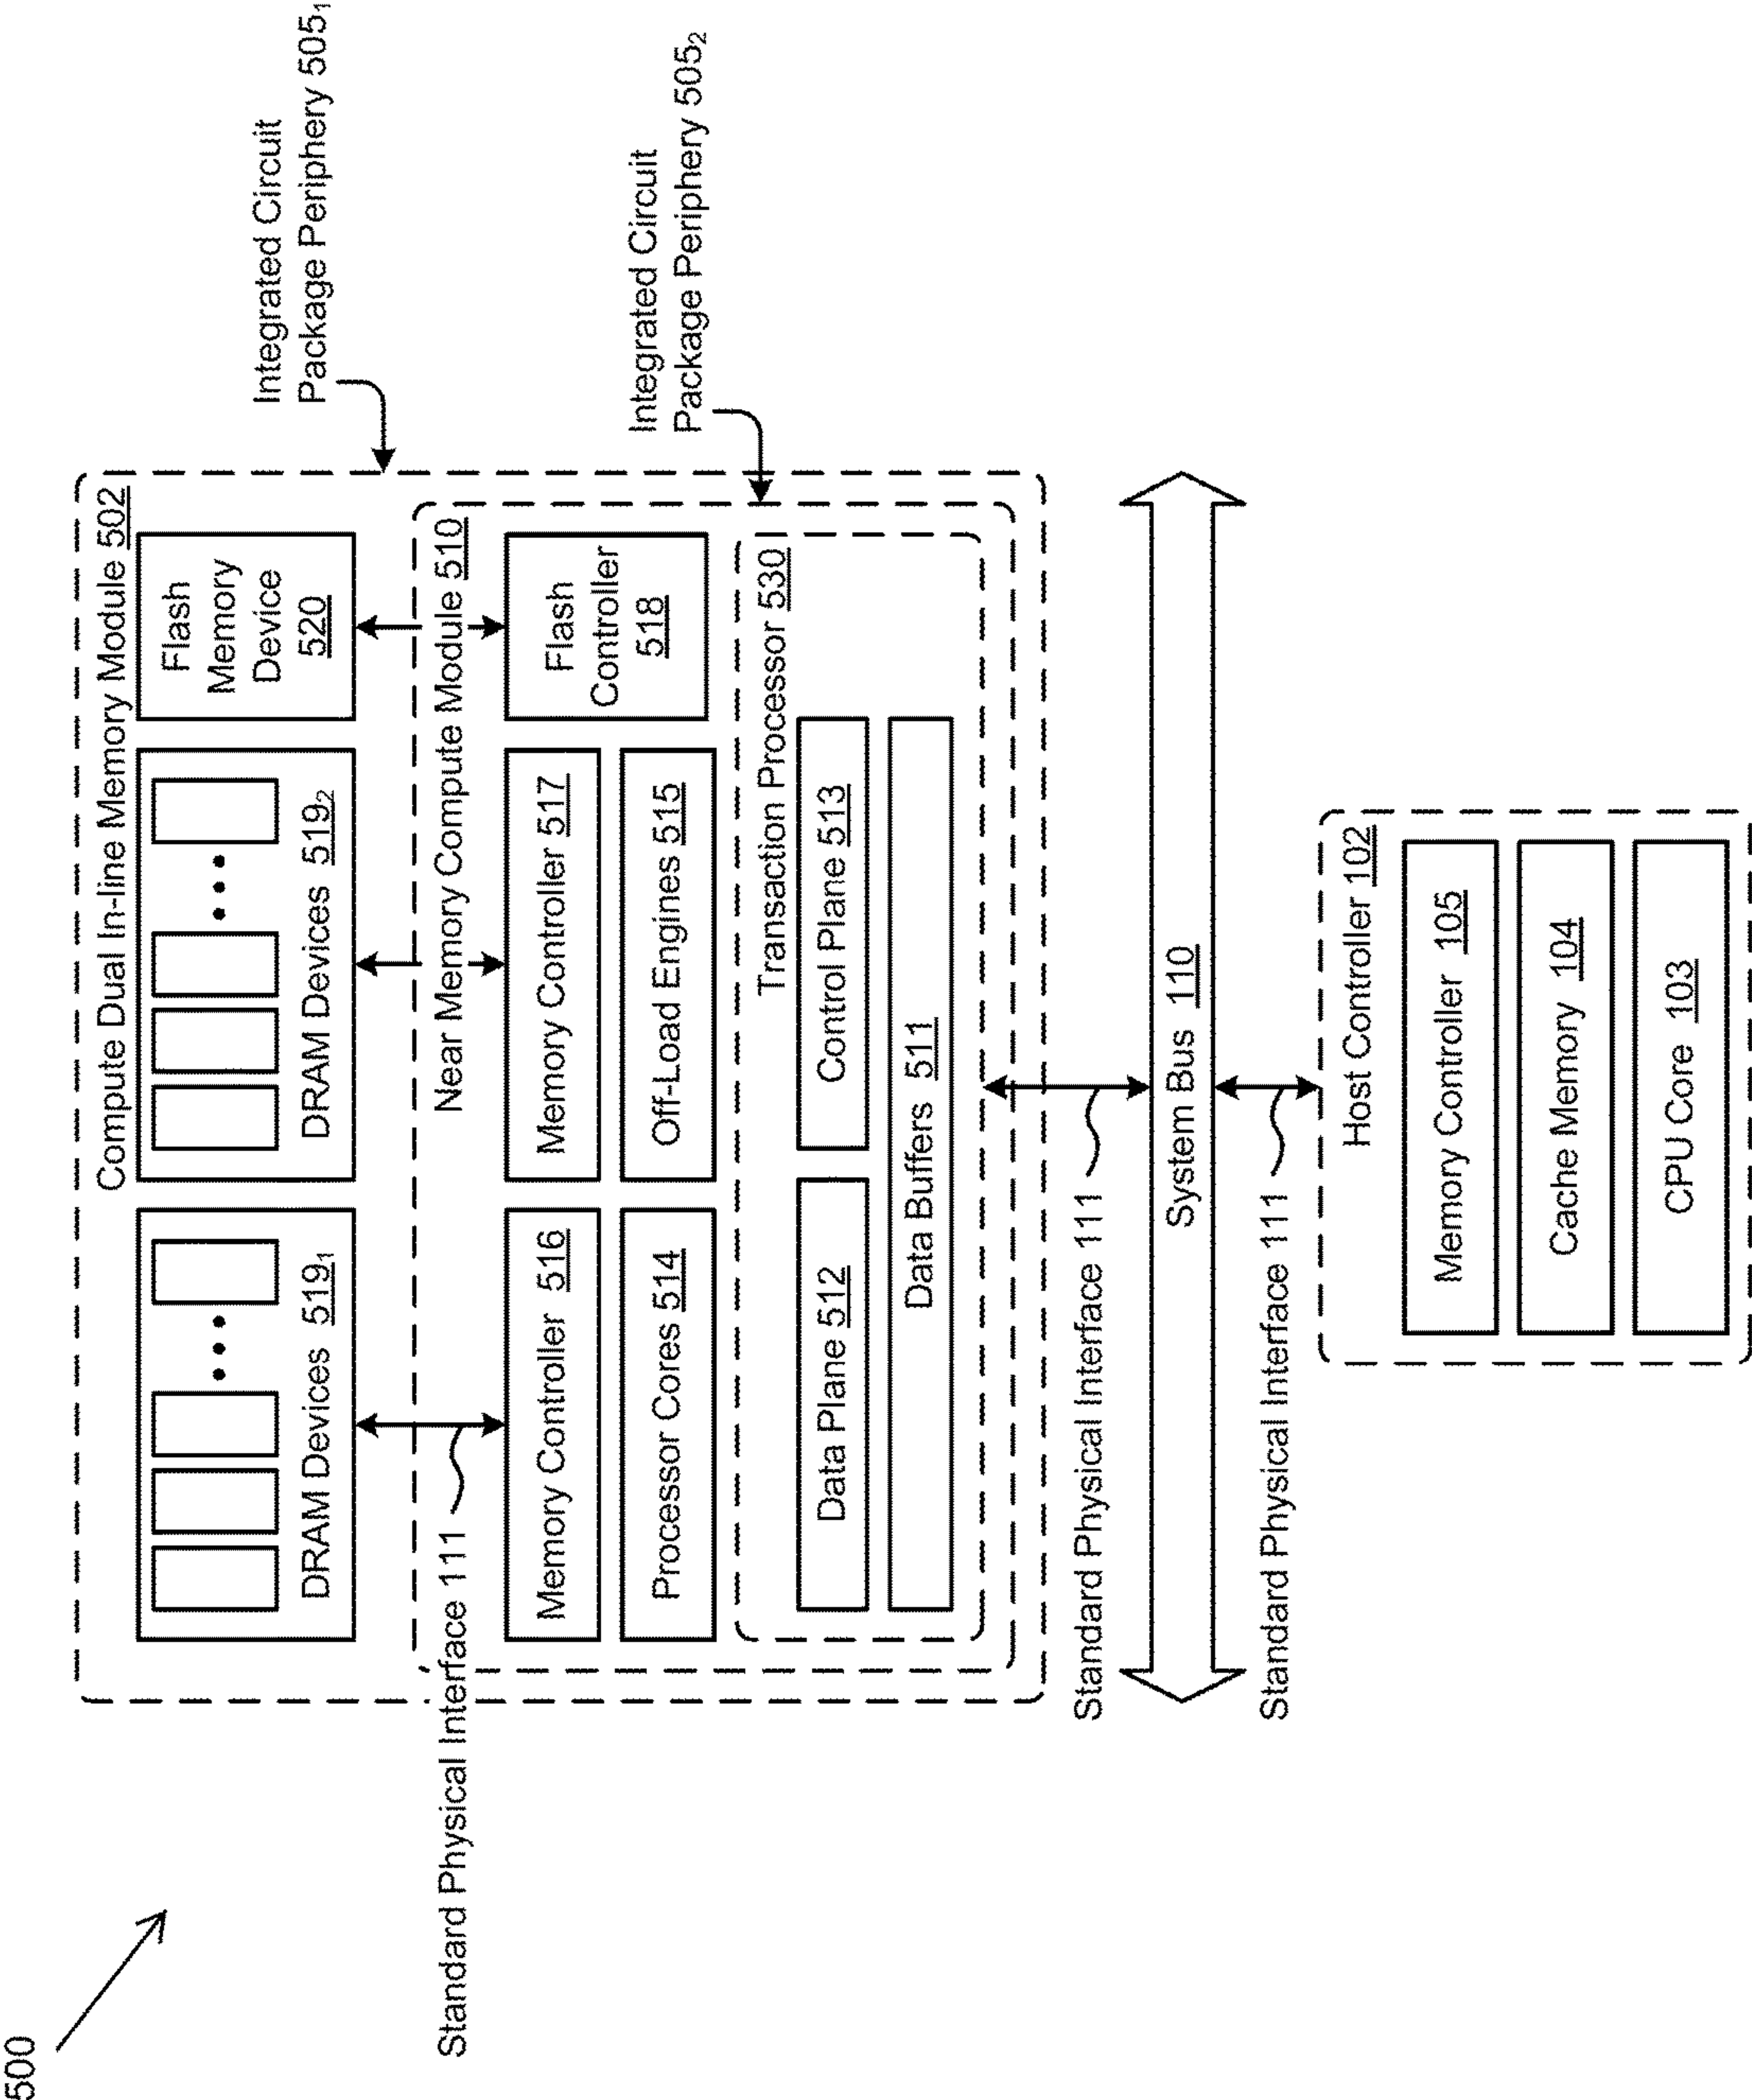 500
Integrated Circuit
Package Periphery 505₁
Integrated Circuit
Package Periphery 505₂
Compute Dual In-line Memory Module 502
DRAM Devices 519₁
DRAM Devices 519₂
Flash
Memory
Device
520
Standard Physical Interface 111
Near Memory Compute Module 510
Memory Controller 516
Memory Controller 517
Flash
Controller
518
Processor Cores 514
Off-Load Engines 515
Transaction Processor 530
Data Plane 512
Control Plane 513
Data Buffers 511
Standard Physical Interface 111
System Bus 110
Standard Physical Interface 111
Host Controller 102
Memory Controller 105
Cache Memory 104
CPU Core 103